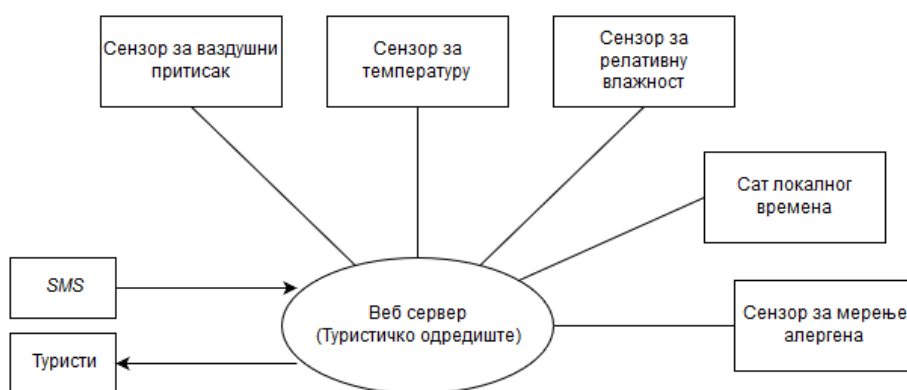 Сензор за ваздушни
притисак
Сензор за
температуру
Сензор за
релативну
влажност
Сат локалног
времена
SMS
Веб сервер
(Туристичко одредиште)
Сензор за мерење
алергена
Туристи